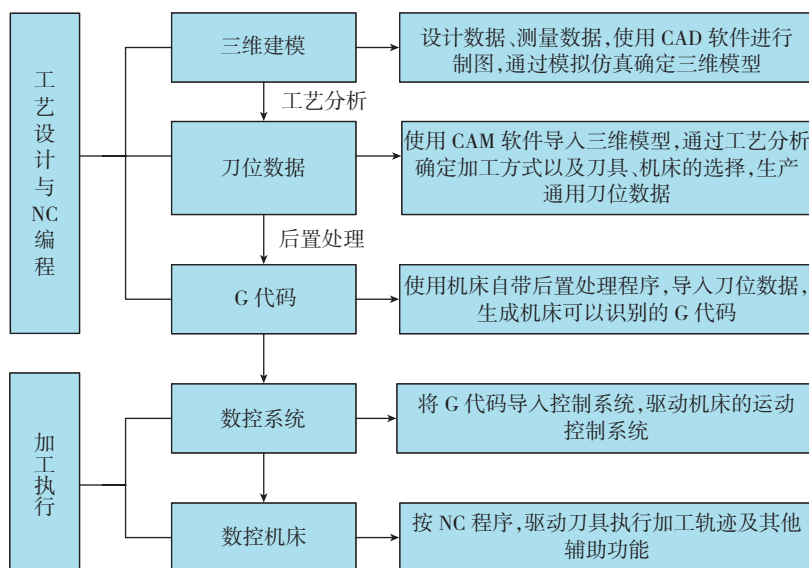 工艺设计与NC编程
三维建模
设计数据、测量数据,使用 CAD 软件进行
制图,通过模拟仿真确定三维模型
工艺分析
刀位数据
使用 CAM 软件导入三维模型,通过工艺分析
确定加工方式以及刀具、机床的选择,生产
通用刀位数据
后置处理
G 代码
使用机床自带后置处理程序,导入刀位数据,
生成机床可以识别的 G 代码
加工执行
数控系统
将 G 代码导入控制系统,驱动机床的运动
控制系统
数控机床
按 NC 程序,驱动刀具执行加工轨迹及其他
辅助功能